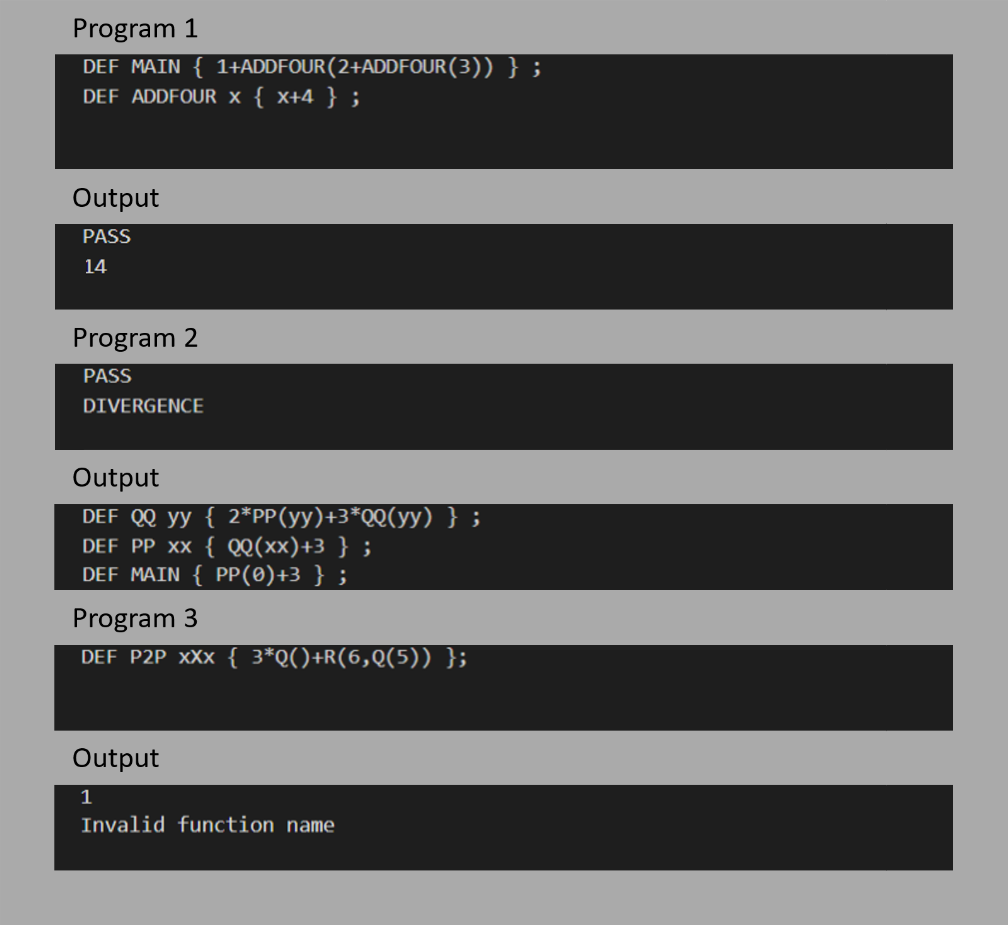 Program 1
DEF MAIN { 1+ADDFOUR(2+ADDFOUR(3)) } ;
DEF ADDFOUR x { x+4 } ;
Output
PASS
14
Program 2
PASS
DIVERGENCE
Output
DEF QQ yy { 2*PP(yy)+3*QQ(yy) } ;
DEF PP xx { QQ(xx)+3 } ;
DEF MAIN { PP(0)+3 } ;
Program 3
DEF P2P xXx { 3*Q()+R(6,Q(5)) };
Output
1
Invalid function name